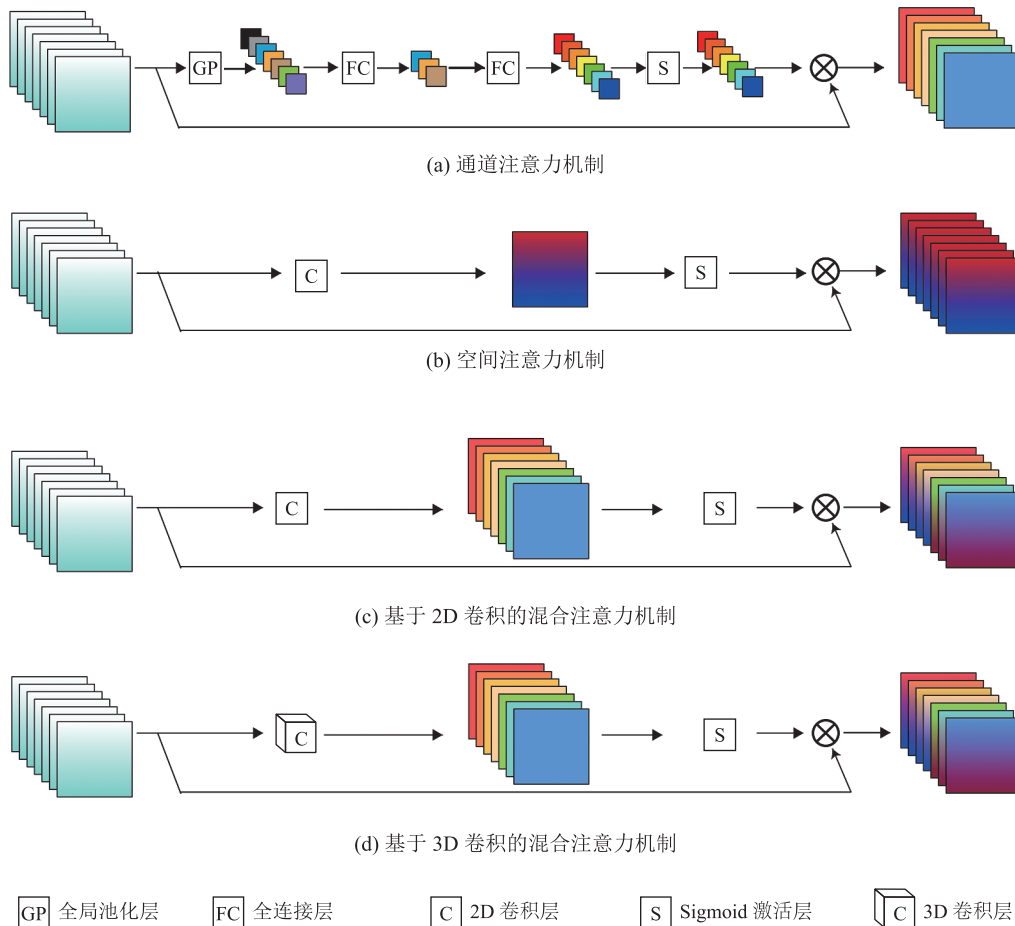 GP FC FC S
(a) 通道注意力机制
C S
(b) 空间注意力机制
C S
(c) 基于 2D 卷积的混合注意力机制
C S
(d) 基于 3D 卷积的混合注意力机制
GP 全局池化层 FC 全连接层 C 2D 卷积层 S Sigmoid 激活层 C 3D 卷积层